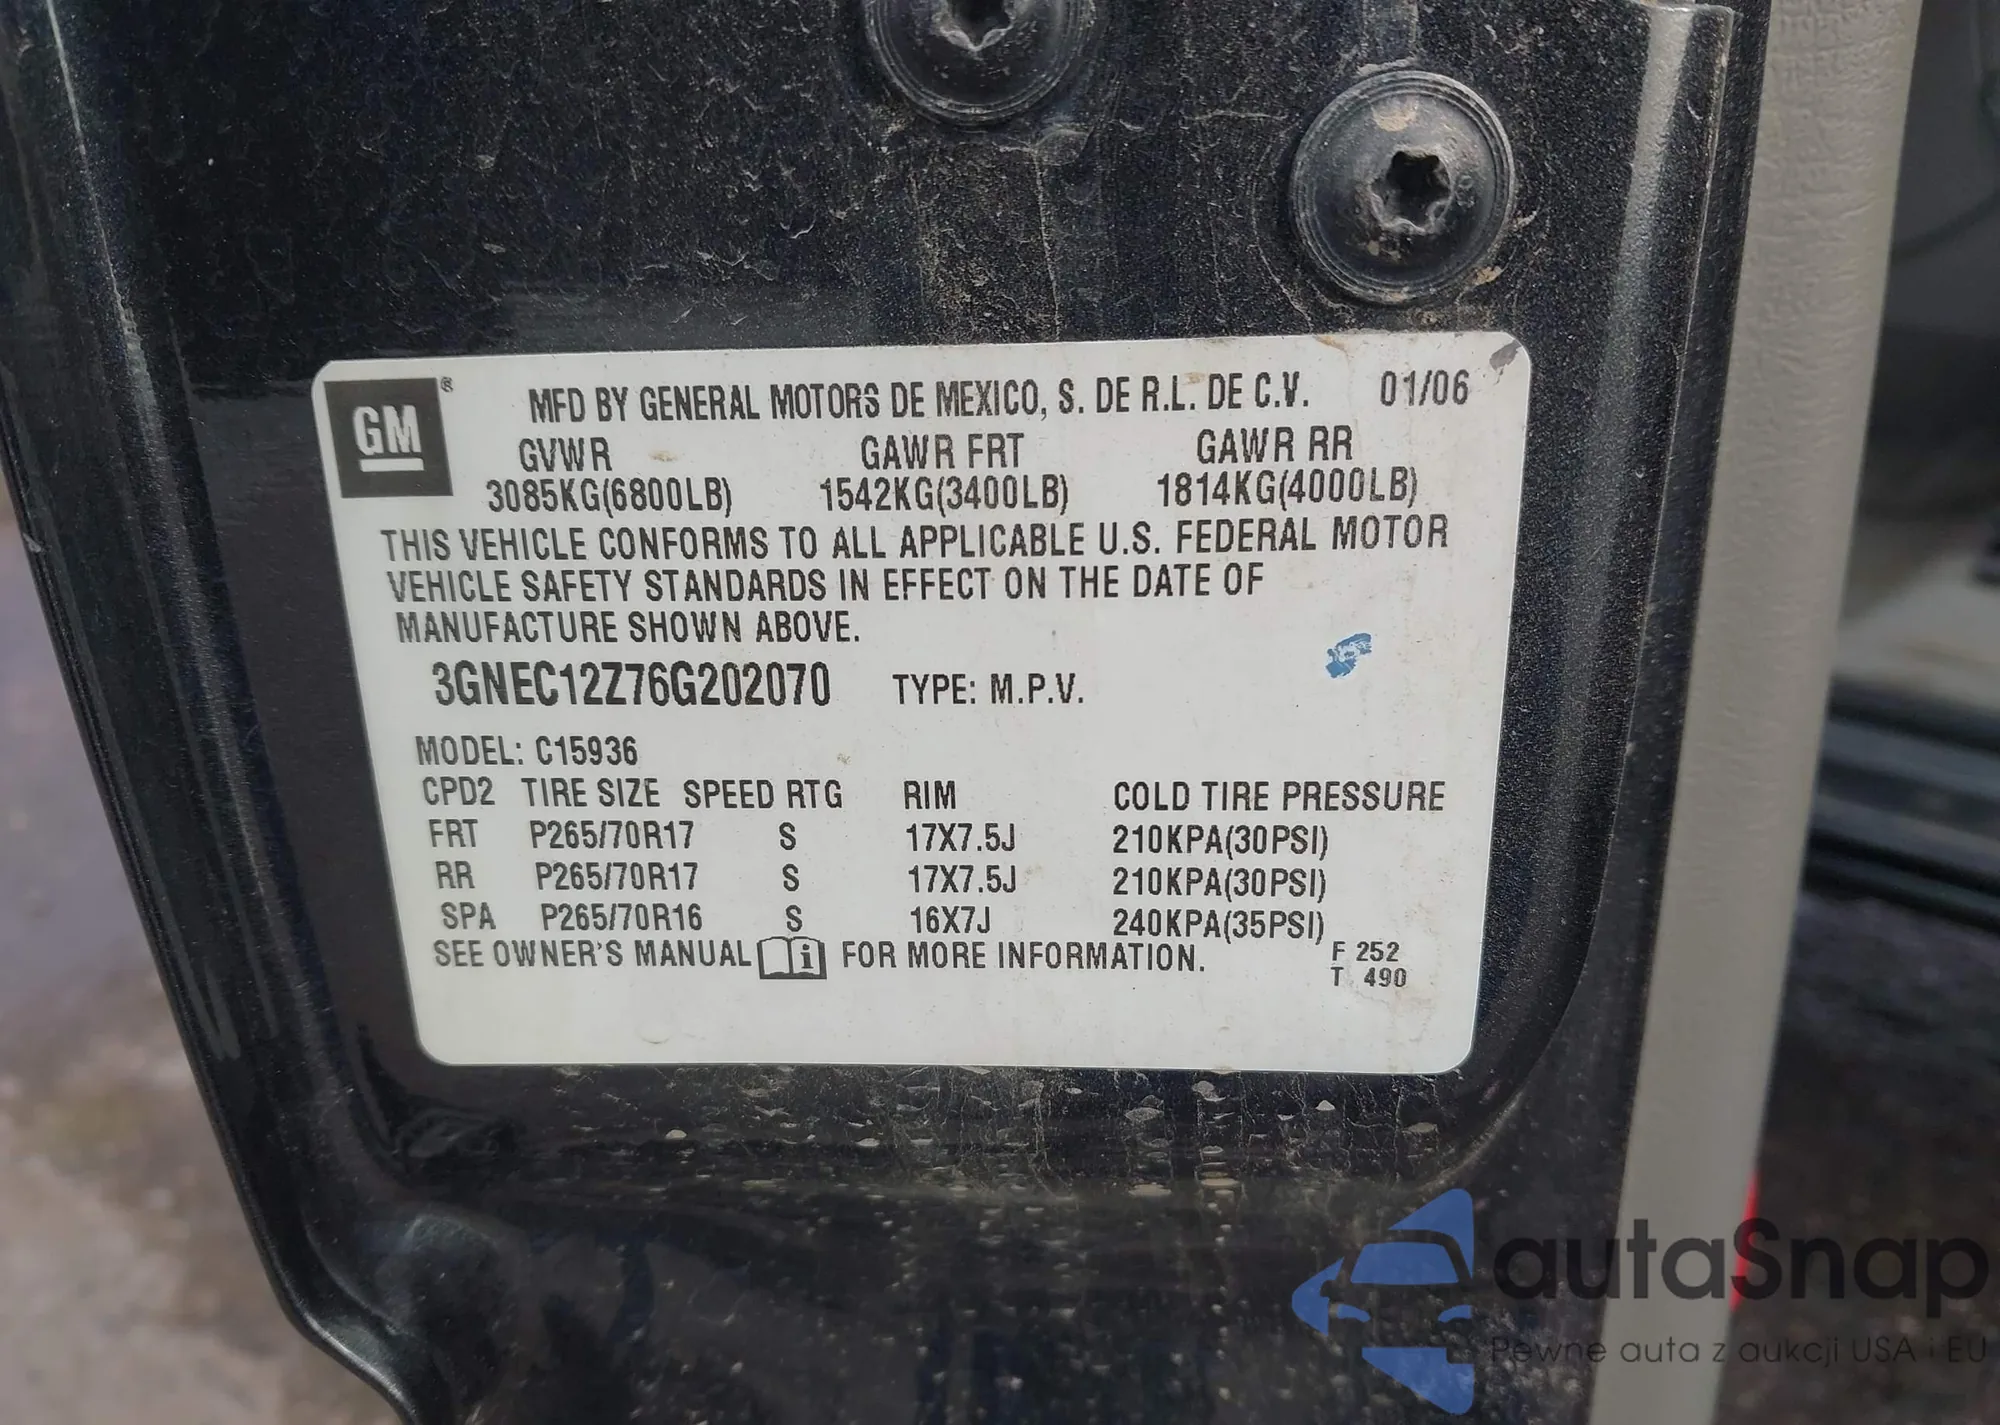 GM ®
MFD BY GENERAL MOTORS DE MEXICO, S. DE R.L. DE C.V. 01/06
GVWR GAWR FRT GAWR RR
3085KG(6800LB) 1542KG(3400LB) 1814KG(4000LB)
THIS VEHICLE CONFORMS TO ALL APPLICABLE U.S. FEDERAL MOTOR
VEHICLE SAFETY STANDARDS IN EFFECT ON THE DATE OF
MANUFACTURE SHOWN ABOVE.
3GNEC12Z76G202070 TYPE: M.P.V.
MODEL: C15936
CPD2 TIRE SIZE SPEED RTG RIM COLD TIRE PRESSURE
FRT P265/70R17 S 17X7.5J 210KPA(30PSI)
RR P265/70R17 S 17X7.5J 210KPA(30PSI)
SPA P265/70R16 S 16X7J 240KPA(35PSI)
SEE OWNER'S MANUAL i FOR MORE INFORMATION.
F 252
T 490
autaSnap
Pewne auta z aukcji USA i EU